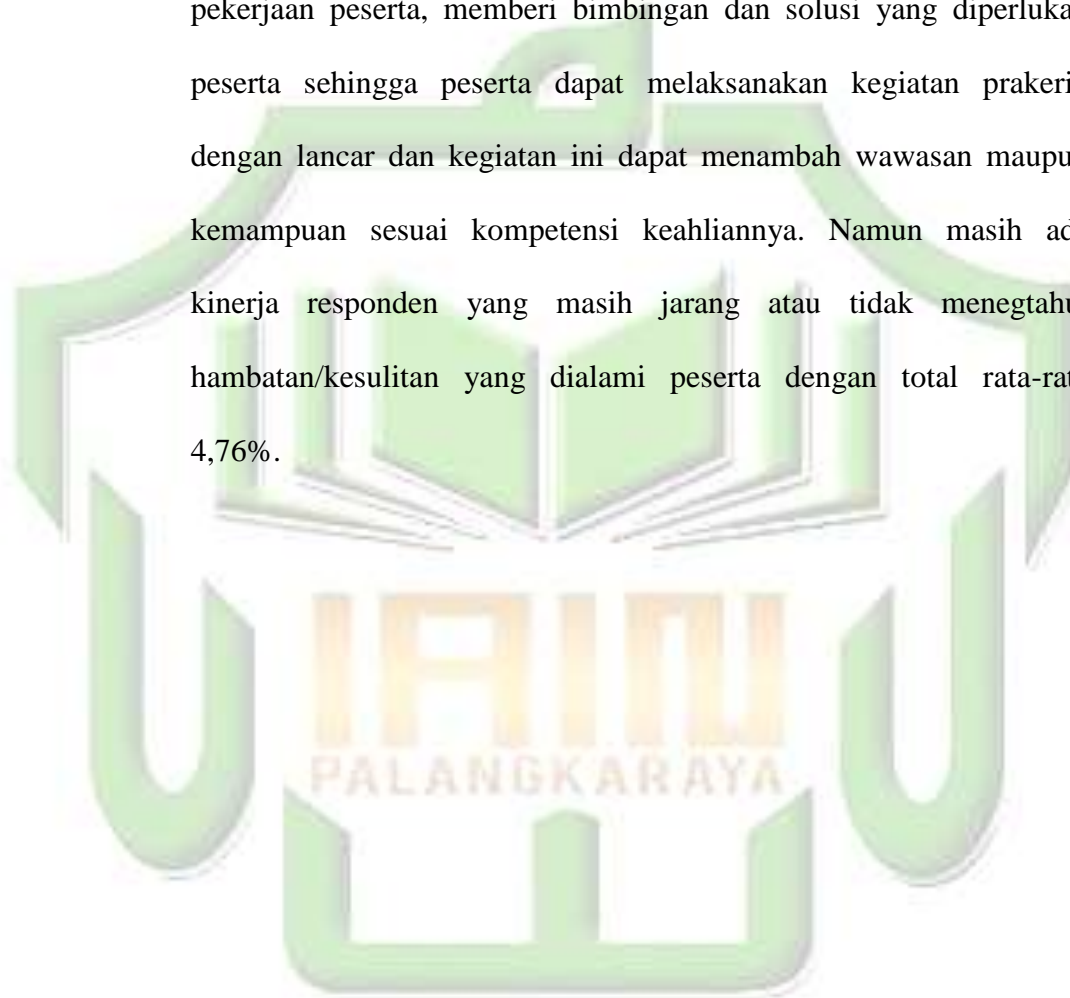 pekerjaan peserta, memberi bimbingan dan solusi yang diperluka
peserta sehingga peserta dapat melaksanakan kegiatan prakeri
dengan lancar dan kegiatan ini dapat menambah wawasan maupu
kemampuan sesuai kompetensi keahliannya. Namun masih ad
kinerja responden yang masih jarang atau tidak menegtahu
hambatan/kesulitan yang dialami peserta dengan total rata-rat
4,76%.
IAIN
PALANGKARAYA